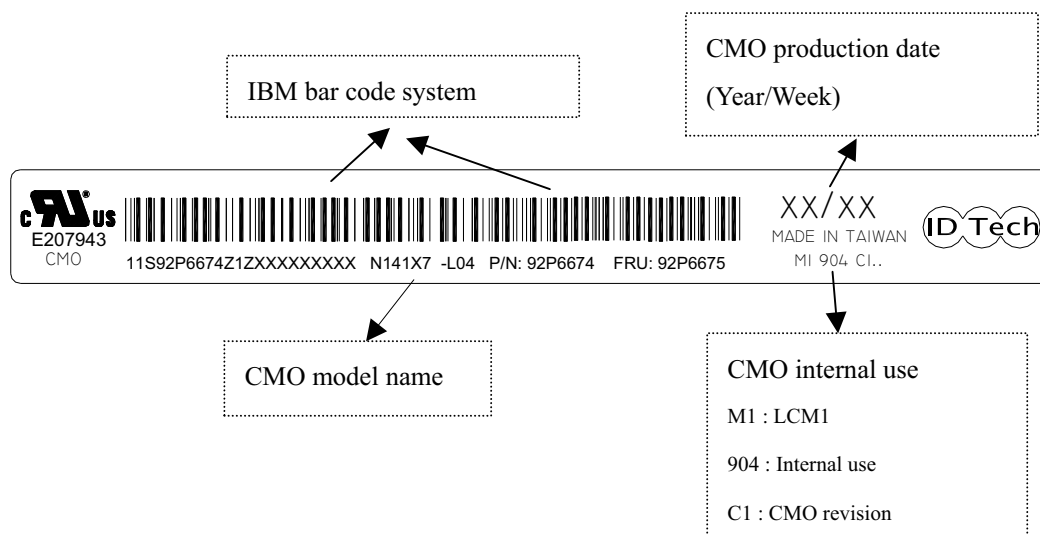 CMO production date
(Year/Week)
IBM bar code system
c RU ® US
E207943
CMO
11S92P6674Z1ZXXXXXXXXX N141X7 -L04 P/N: 92P6674 FRU: 92P6675
XX/XX
MADE IN TAIWAN
MI 904 CI..
ID Tech
CMO model name
CMO internal use
M1 : LCM1
904 : Internal use
C1 : CMO revision